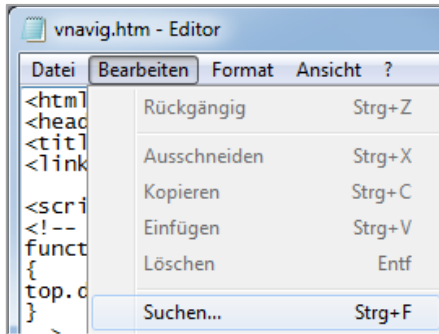 vnavig.htm - Editor
Datei Bearbeiten Format Ansicht ?
<html
<head
<titl
<link
<scri
<!--
funct
{
top.d
}
Rückgängig Strg+Z
Ausschneiden Strg+X
Kopieren Strg+C
Einfügen Strg+V
Löschen Entf
Suchen... Strg+F